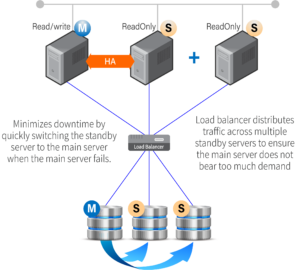 Read/write M ReadOnly S ReadOnly S
HA
+
Minimizes downtime by
quickly switching the standby
server to the main server
when the main server fails.
Load balancer distributes
traffic across multiple
standby servers to ensure
the main server does not
bear too much demand
Load Balancer
M S S